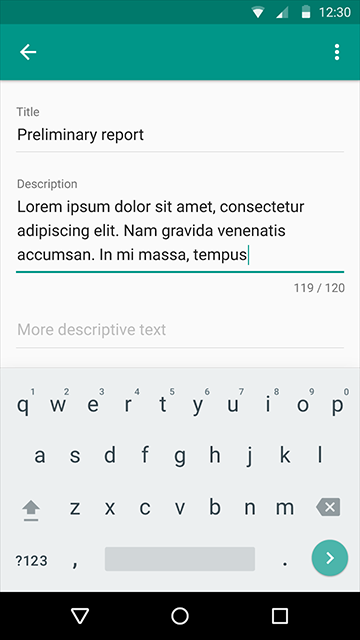 12:30
Title
Preliminary report
Description
Lorem ipsum dolor sit amet, consectetur
adipiscing elit. Nam gravida venenatis
accumsan. In mi massa, tempus
119 / 120
More descriptive text
1 2 3 4 5 6 7 8 9 0
q w e r t y u i o p
a s d f g h j k l
z x c v b n m
?123 , .